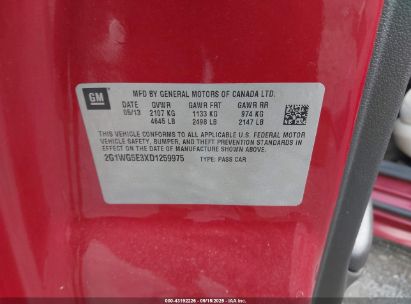 GM
MFD BY GENERAL MOTORS OF CANADA LTD.
DATE GVWR GAWR FRT GAWR RR
05/13 2107 KG 1133 KG 974 KG
4645 LB 2498 LB 2147 LB
THIS VEHICLE CONFORMS TO ALL APPLICABLE U.S. FEDERAL MOTOR
VEHICLE SAFETY, BUMPER, AND THEFT PREVENTION STANDARDS
IN EFFECT ON THE DATE OF MANUFACTURE SHOWN ABOVE.
2G1WG5E3XD1259975 TYPE: PASS CAR